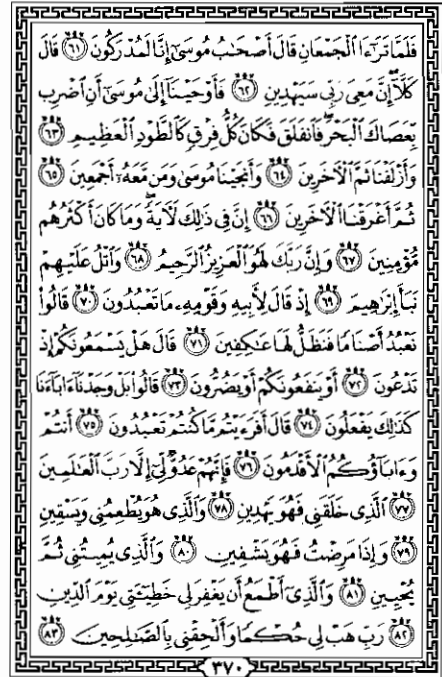 فَلَمَّا تَرَٰٓءَا ٱلْجَمْعَانِ قَالَ أَصْحَٰبُ مُوسَىٰٓ إِنَّا لَمُدْرَكُونَ ٦١ قَالَ
كَلَّآ إِنَّ مَعِىَ رَبِّى سَيَهْدِينِ ٦٢ فَأَوْحَيْنَآ إِلَىٰ مُوسَىٰٓ أَنِ ٱضْرِب
بِّعَصَاكَ ٱلْبَحْرَ فَٱنفَلَقَ فَكَانَ كُلُّ فِرْقٍ كَٱلطَّوْدِ ٱلْعَظِيمِ ٦٣
وَأَزْلَفْنَا ثَمَّ ٱلْأَخَرِينَ ٦٤ وَأَنجَيْنَا مُوسَىٰ وَمَن مَّعَهُۥٓ أَجْمَعِينَ ٦٥
ثُمَّ أَغْرَقْنَا ٱلْأَخَرِينَ ٦٦ إِنَّ فِى ذَٰلِكَ لَأَيَةً وَمَا كَانَ أَكْثَرُهُم
مُّؤْمِنِينَ ٦٧ وَإِنَّ رَبَّكَ لَهُوَ ٱلْعَزِيزُ ٱلرَّحِيمُ ٦٨ وَٱتْلُ عَلَيْهِمْ
نَبَأَ إِبْرَٰهِيمَ ٦٩ إِذْ قَالَ لِأَبِيهِ وَقَوْمِهِۦ مَا تَعْبُدُونَ ٧٠ قَالُوا۟
نَعْبُدُ أَصْنَامًا فَنَظَلُّ لَهَا عَٰكِفِينَ ٧١ قَالَ هَلْ يَسْمَعُونَكُمْ إِذْ
تَدْعُونَ ٧٢ أَوْ يَنفَعُونَكُمْ أَوْ يَضُرُّونَ ٧٣ قَالُوا۟ بَلْ وَجَدْنَآ ءَابَآءَنَا
كَذَٰلِكَ يَفْعَلُونَ ٧٤ قَالَ أَفَرَءَيْتُم مَّا كُنتُمْ تَعْبُدُونَ ٧٥ أَنتُمْ
وَءَابَآؤُكُمُ ٱلْأَقْدَمُونَ ٧٦ فَإِنَّهُمْ عَدُوٌّ لِّىٓ إِلَّا رَبَّ ٱلْعَٰلَمِينَ
٧٧ ٱلَّذِى خَلَقَنِى فَهُوَ يَهْدِينِ ٧٨ وَٱلَّذِى هُوَ يُطْعِمُنِى وَيَسْقِينِ
٧٩ وَإِذَا مَرِضْتُ فَهُوَ يَشْفِينِ ٨٠ وَٱلَّذِى يُمِيتُنِى ثُمَّ
يُحْيِينِ ٨١ وَٱلَّذِىٓ أَطْمَعُ أَن يَغْفِرَ لِى خَطِيٓـَٔتِى يَوْمَ ٱلدِّينِ
٨٢ رَبِّ هَبْ لِى حُكْمًا وَأَلْحِقْنِى بِٱلصَّٰلِحِينَ ٨٣
٣٧٠